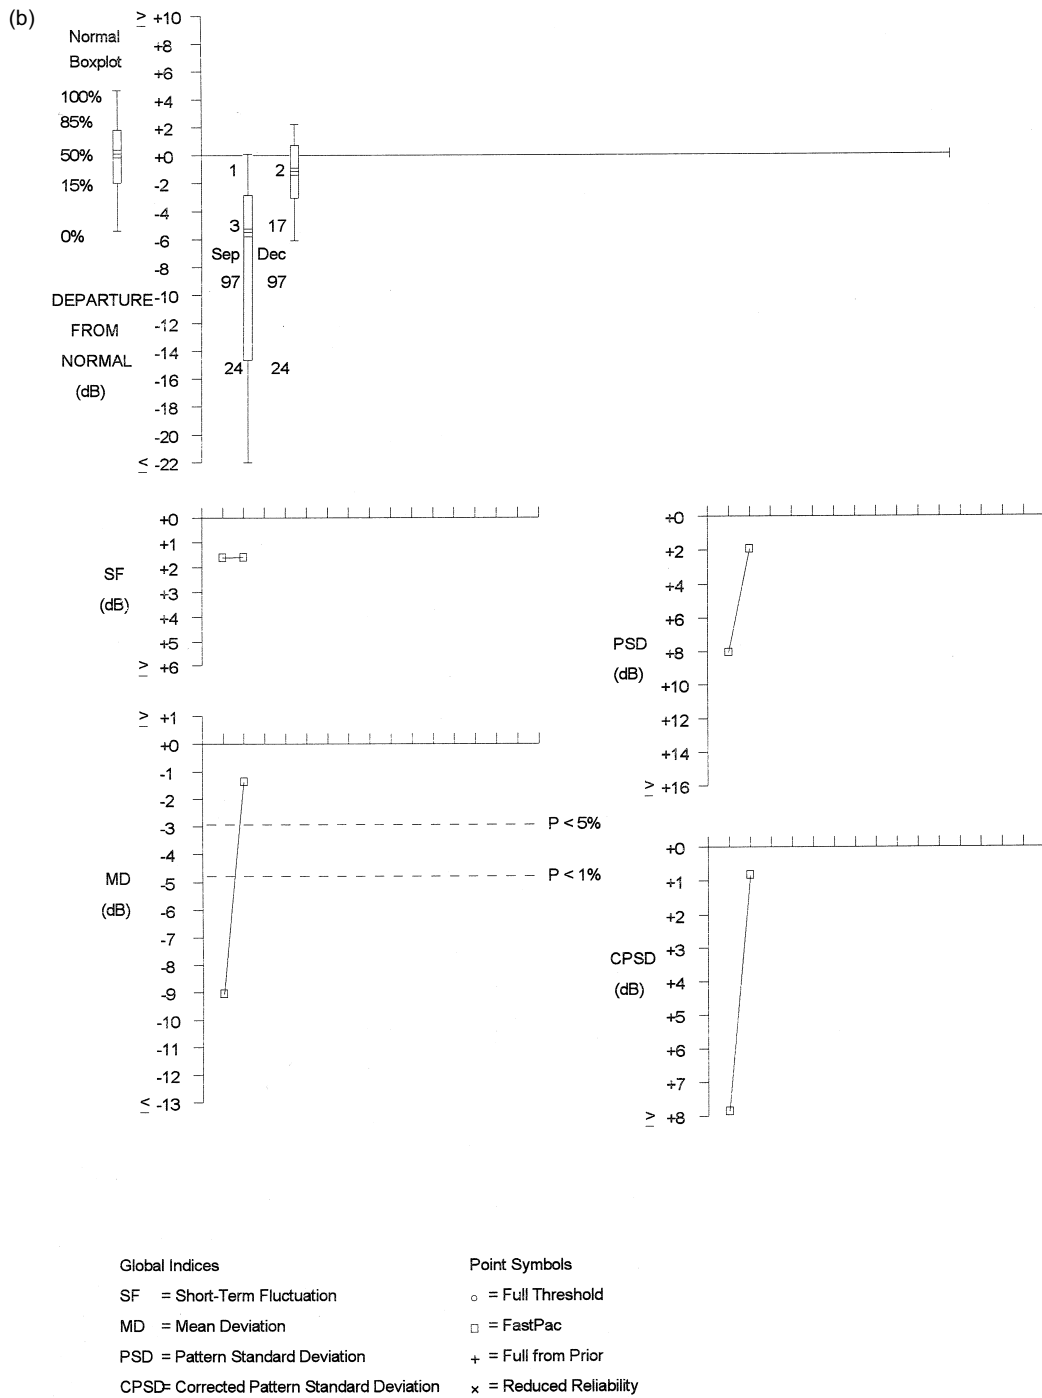 (b)
Normal
Boxplot
100%
85%
50%
15%
0%
> +10
+8
+6
+4
+2
+0
-2
-4
-6
-8
-10
-12
-14
-16
-18
-20
< -22
DEPARTURE
FROM
NORMAL
(dB)
1 2
3 17
Sep Dec
97 97
24 24
SF
(dB)
+0
+1
+2
+3
+4
+5
> +6
PSD
(dB)
+0
+2
+4
+6
+8
+10
+12
+14
> +16
MD
(dB)
> +1
+0
-1
-2
-3
-4
-5
-6
-7
-8
-9
-10
-11
-12
< -13
P < 5%
P < 1%
CPSD
(dB)
+0
+1
+2
+3
+4
+5
+6
+7
> +8
Global Indices
SF = Short-Term Fluctuation
MD = Mean Deviation
PSD = Pattern Standard Deviation
CPSD= Corrected Pattern Standard Deviation
Point Symbols
○ = Full Threshold
□ = FastPac
+ = Full from Prior
× = Reduced Reliability